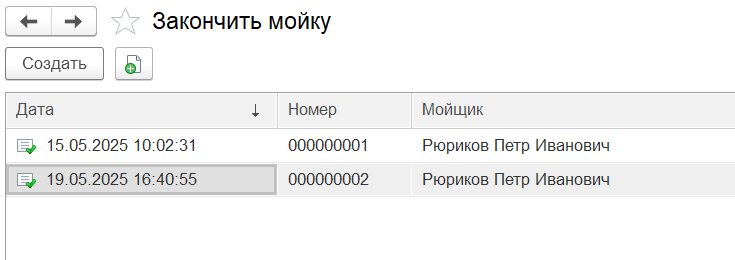 Закончить мойку
Создать
Дата Номер Мойщик
15.05.2025 10:02:31 000000001 Рюриков Петр Иванович
19.05.2025 16:40:55 000000002 Рюриков Петр Иванович